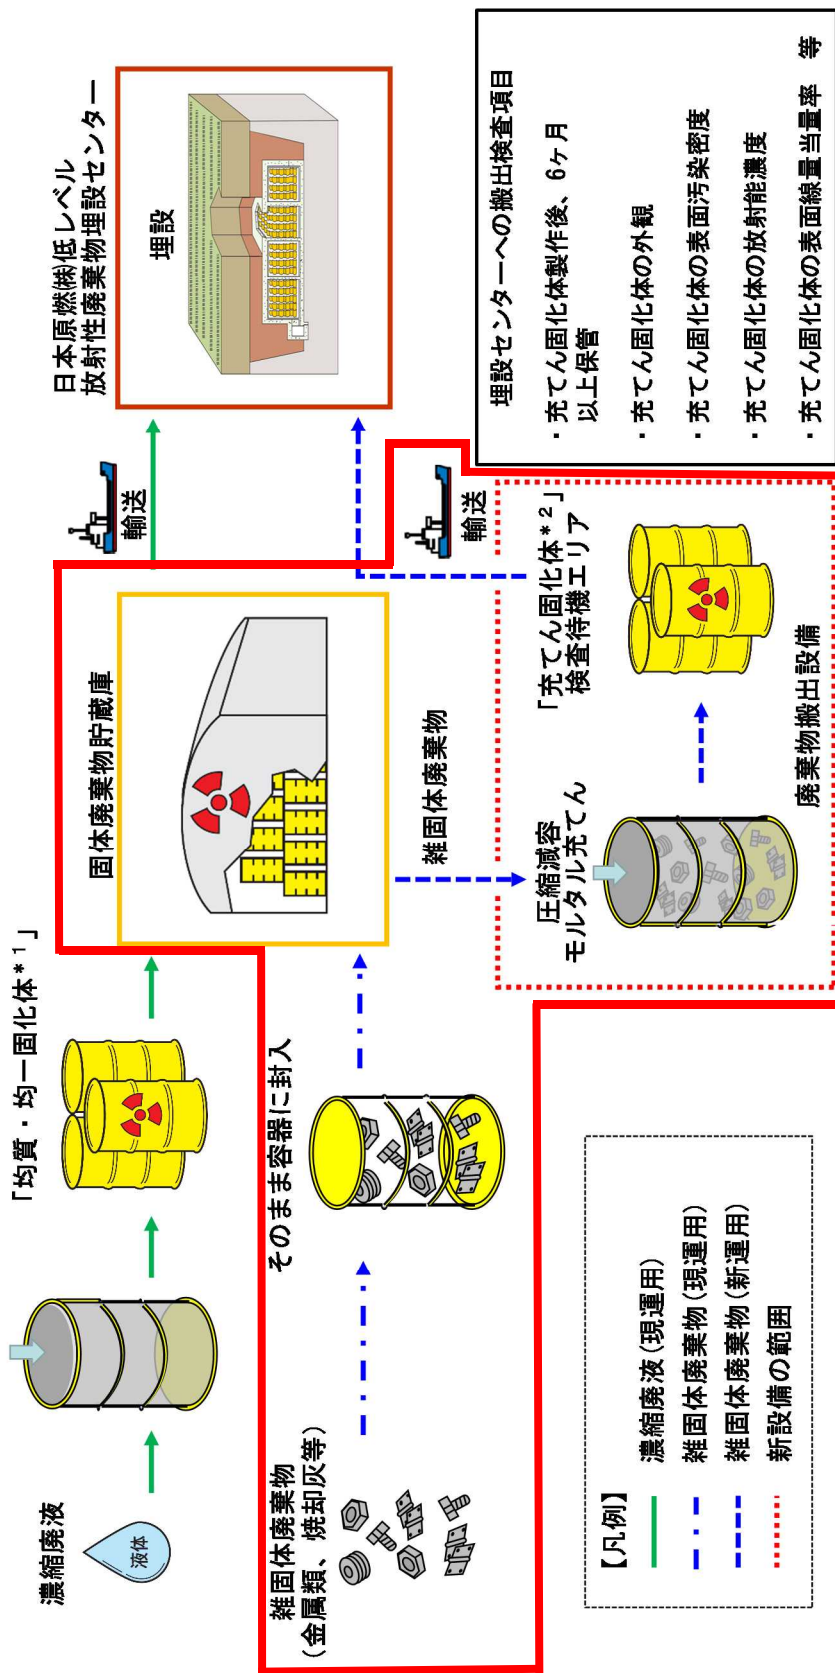 濃縮廃液
液体
「均質・均一固化体*1」
雑固体廃棄物
(金属類、焼却灰等)
そのまま容器に封入
固体廃棄物貯蔵庫
雑固体廃棄物
輸送
日本原燃㈱低レベル
放射性廃棄物埋設センター
埋設
圧縮減容
モルタル充てん
「充てん固化体*2」
検査待機エリア
廃棄物搬出設備
輸送
埋設センターへの搬出検査項目
・充てん固化体製作後、6ヶ月
以上保管
・充てん固化体の外観
・充てん固化体の表面汚染密度
・充てん固化体の放射能濃度
・充てん固化体の表面線量当量率 等
【凡例】
濃縮廃液(現運用)
雑固体廃棄物(現運用)
雑固体廃棄物(新運用)
新設備の範囲